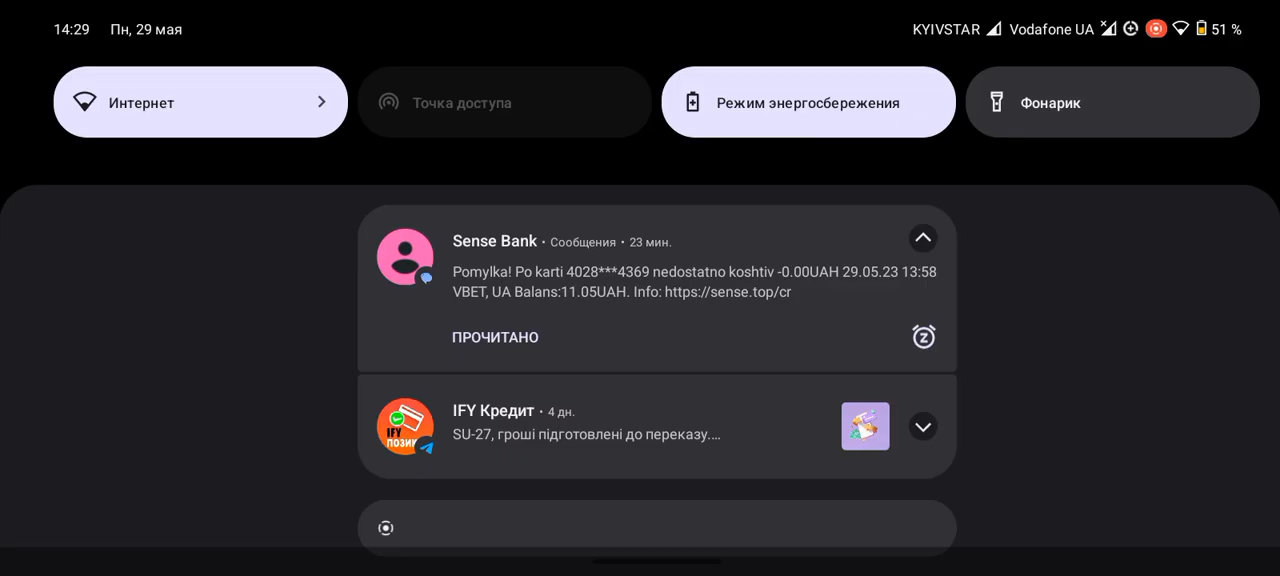 14:29 Пн, 29 мая KYIVSTAR Vodafone UA 51 %
Интернет Точка доступа Режим энергосбережения Фонарик
Sense Bank · Сообщения · 23 мин.
Pomylka! Po karti 4028***4369 nedostatno koshtiv -0.00UAH 29.05.23 13:58
VBET, UA Balans:11.05UAH. Info: https://sense.top/cr
ПРОЧИТАНО
IFY Кредит · 4 дн.
SU-27, гроші підготовлені до переказу....
IFY
ПОЗИК